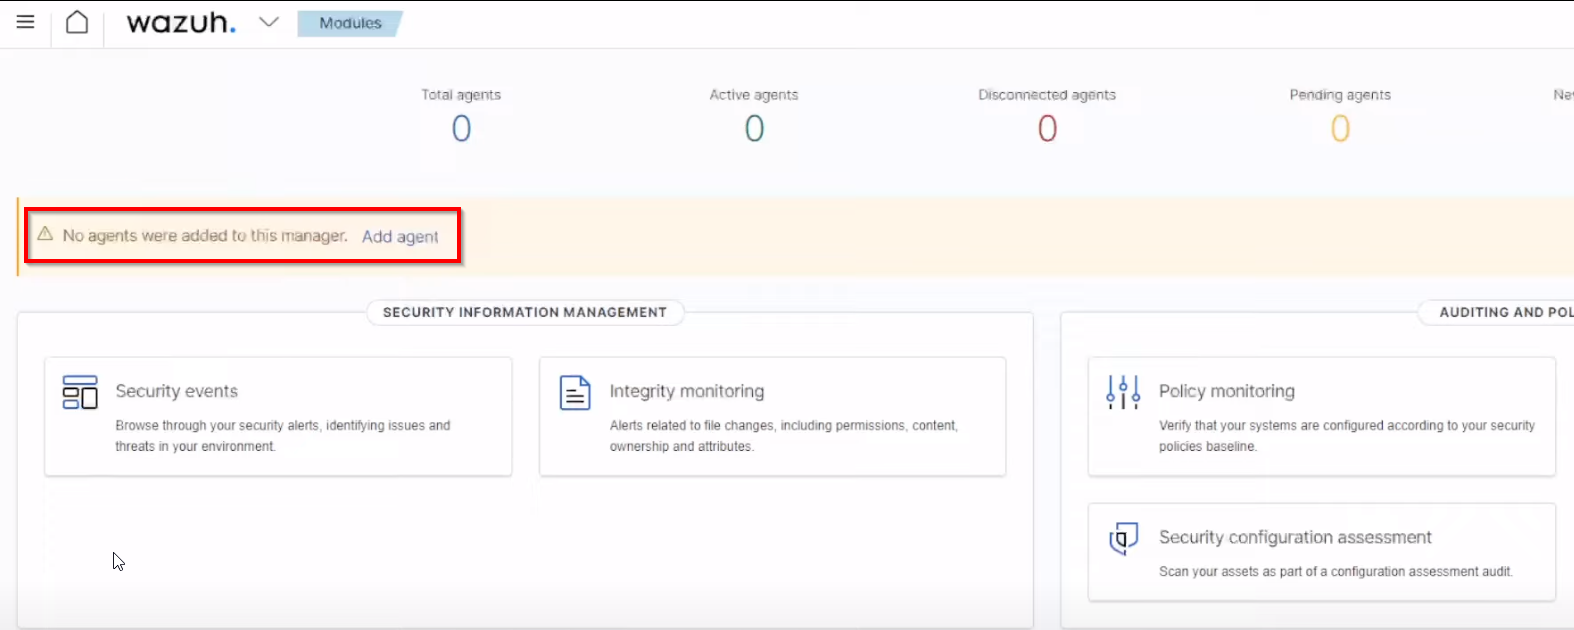 wazuh.
Modules
Total agents
0
Active agents
0
Disconnected agents
0
Pending agents
0
No agents were added to this manager. Add agent
SECURITY INFORMATION MANAGEMENT
Security events
Browse through your security alerts, identifying issues and
threats in your environment.
Integrity monitoring
Alerts related to file changes, including permissions, content,
ownership and attributes.
AUDITING AND POL
Policy monitoring
Verify that your systems are configured according to your security
policies baseline.
Security configuration assessment
Scan your assets as part of a configuration assessment audit.